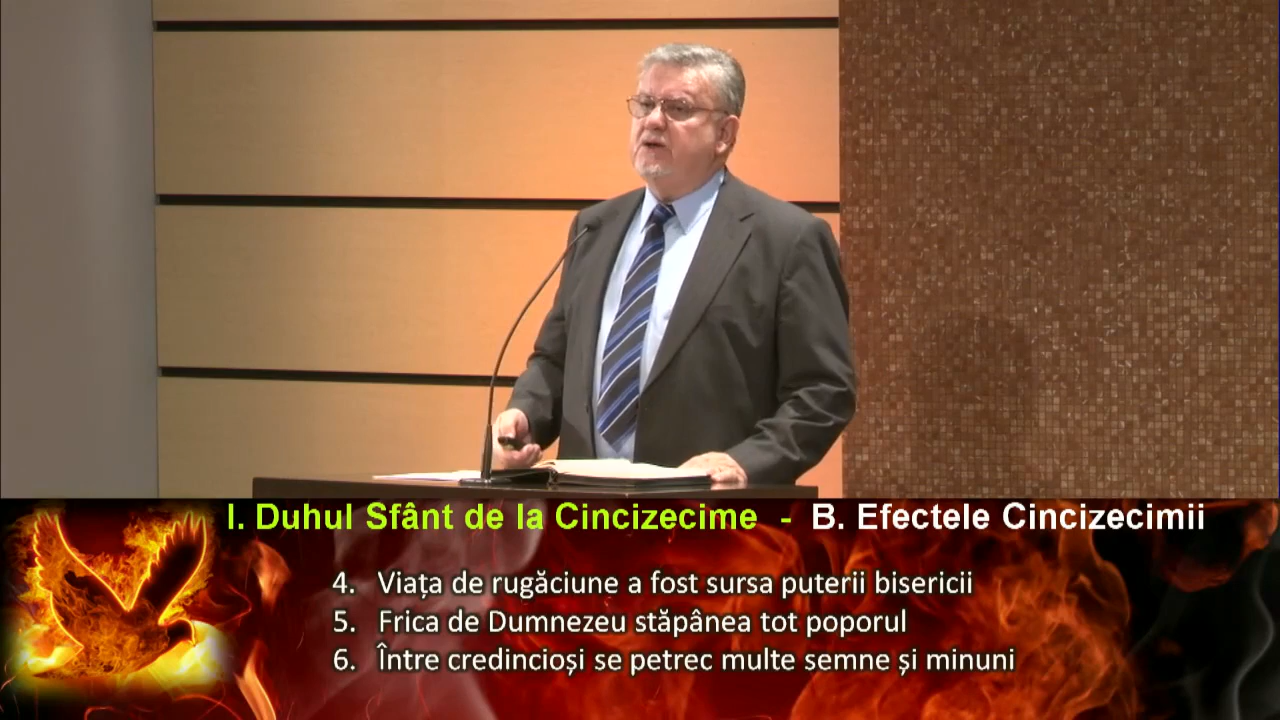 I. Duhul Sfânt de la Cincizecime - B. Efectele Cincizecimii
4. Viața de rugăciune a fost sursa puterii bisericii
5. Frica de Dumnezeu stăpânea tot poporul
6. Între credincioși se petrec multe semne și minuni